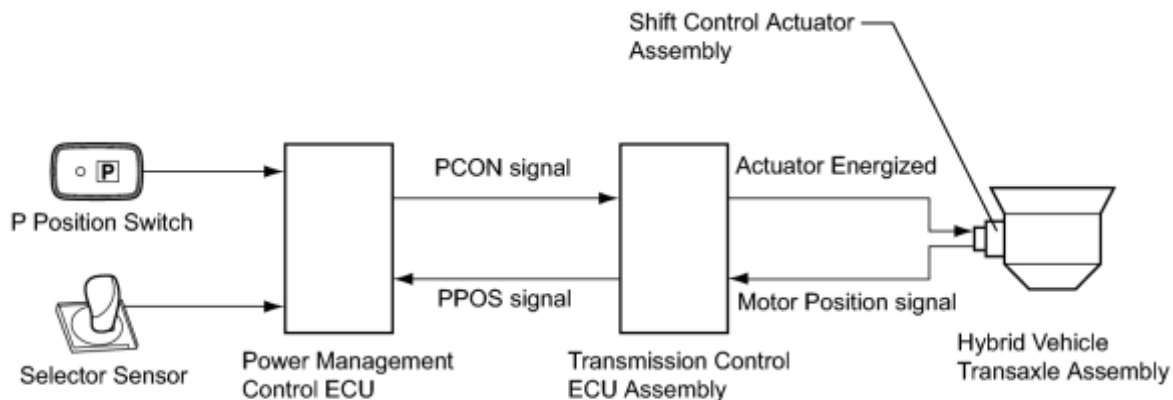 Shift Control Actuator
Assembly
P
P Position Switch
PCON signal
Actuator Energized
PPOS signal
Motor Position signal
Selector Sensor
Power Management
Control ECU
Transmission Control
ECU Assembly
Hybrid Vehicle
Transaxle Assembly